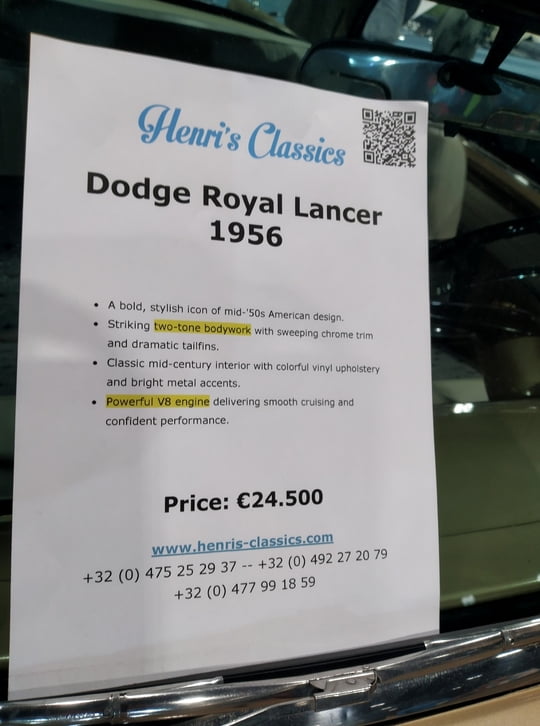 Henri's Classics
Dodge Royal Lancer
1956
• A bold, stylish icon of mid-'50s American design.
• Striking two-tone bodywork with sweeping chrome trim
and dramatic tailfins.
• Classic mid-century interior with colorful vinyl upholstery
and bright metal accents.
• Powerful V8 engine delivering smooth cruising and
confident performance.
Price: €24.500
www.henris-classics.com
+32 (0) 475 25 29 37 -- +32 (0) 492 27 20 79
+32 (0) 477 99 18 59